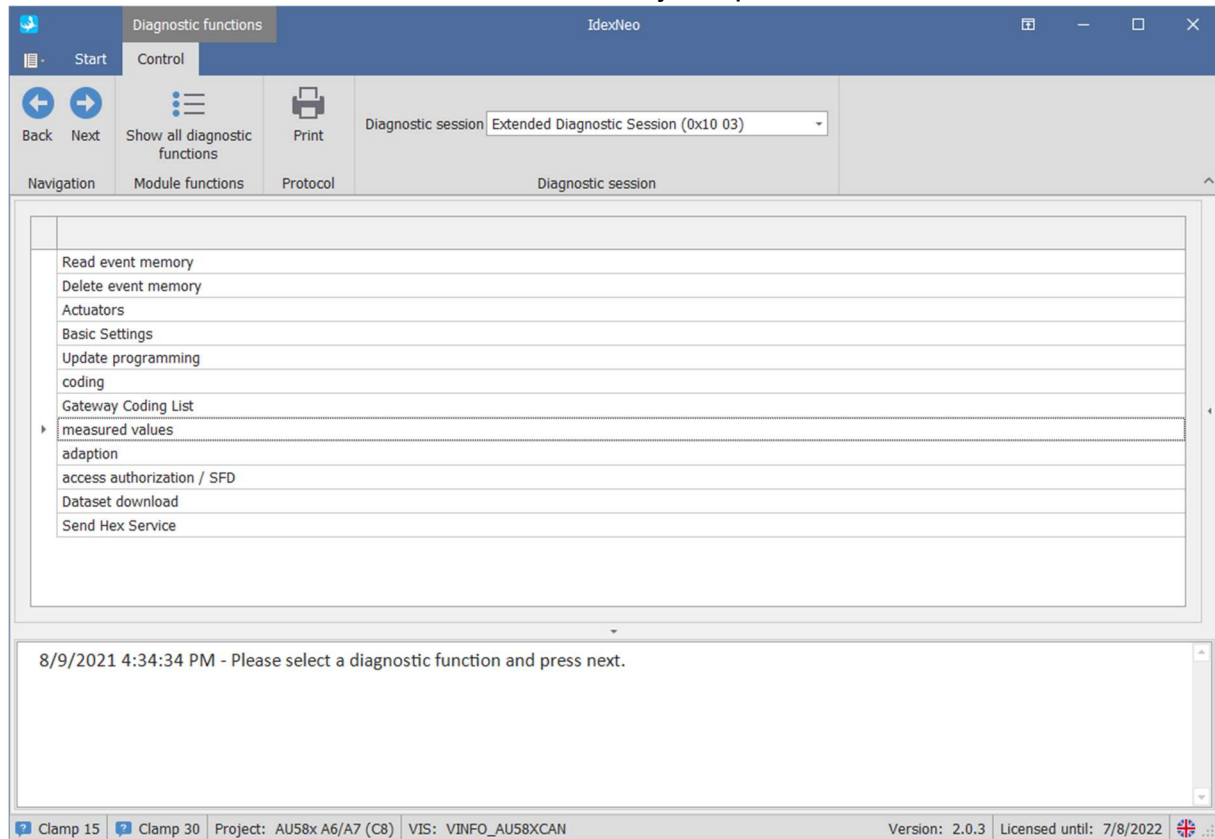 Diagnostic functions
IdexNeo
Start
Control
Back
Next
Show all diagnostic
functions
Print
Diagnostic session
Extended Diagnostic Session (0x10 03)
Navigation
Module functions
Protocol
Diagnostic session
Read event memory
Delete event memory
Actuators
Basic Settings
Update programming
coding
Gateway Coding List
measured values
adaption
access authorization / SFD
Dataset download
Send Hex Service
8/9/2021 4:34:34 PM - Please select a diagnostic function and press next.
Clamp 15
Clamp 30
Project: AU58x A6/A7 (C8)
VIS: VINFO_AU58XCAN
Version: 2.0.3
Licensed until: 7/8/2022